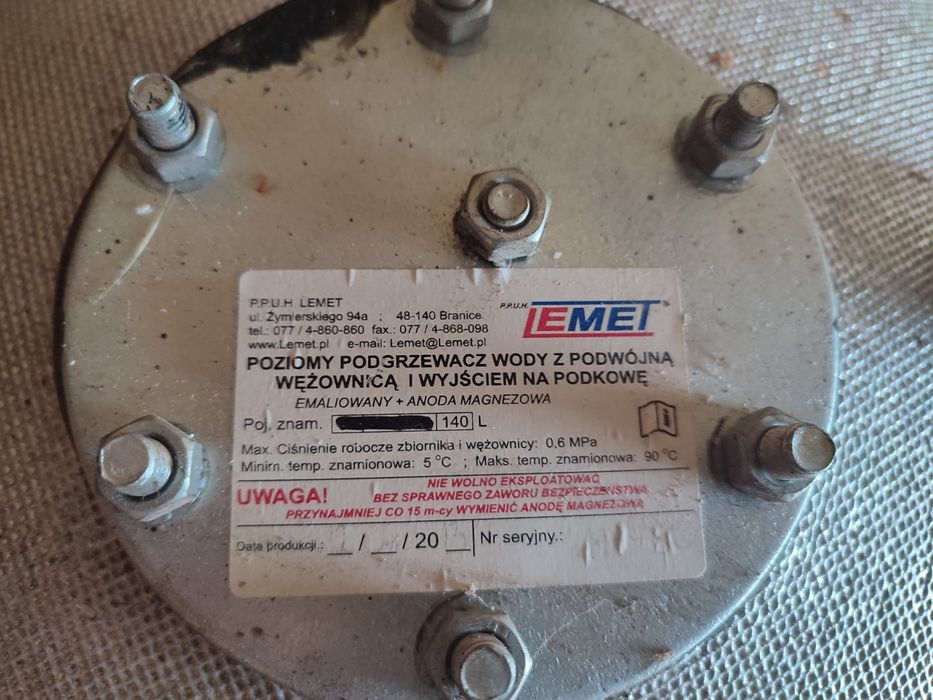 P.P.U.H. LEMET
ul. Żymierskiego 94a ; 48-140 Branice
tel.: 077 / 4-860-860 fax.: 077 / 4-868-098
www.Lemet.pl e-mail: Lemet@Lemet.pl
P.P.U.H. LEMET
POZIOMY PODGRZEWACZ WODY Z PODWÓJNĄ
WĘŻOWNICĄ I WYJŚCIEM NA PODKOWĘ
EMALIOWANY + ANODA MAGNEZOWA
Poj. znam. 140 L
Max. Ciśnienie robocze zbiornika i wężownicy: 0,6 MPa
Minim. temp. znamionowa: 5 °C ; Maks. temp. znamionowa: 90 °C
UWAGA!
NIE WOLNO EKSPLOATOWAĆ
BEZ SPRAWNEGO ZAWORU BEZPIECZEŃSTWA
PRZYNAJMNIEJ CO 15 m-cy WYMIENIĆ ANODĘ MAGNEZOWĄ
Data produkcji.: / / 20 Nr seryjny.: